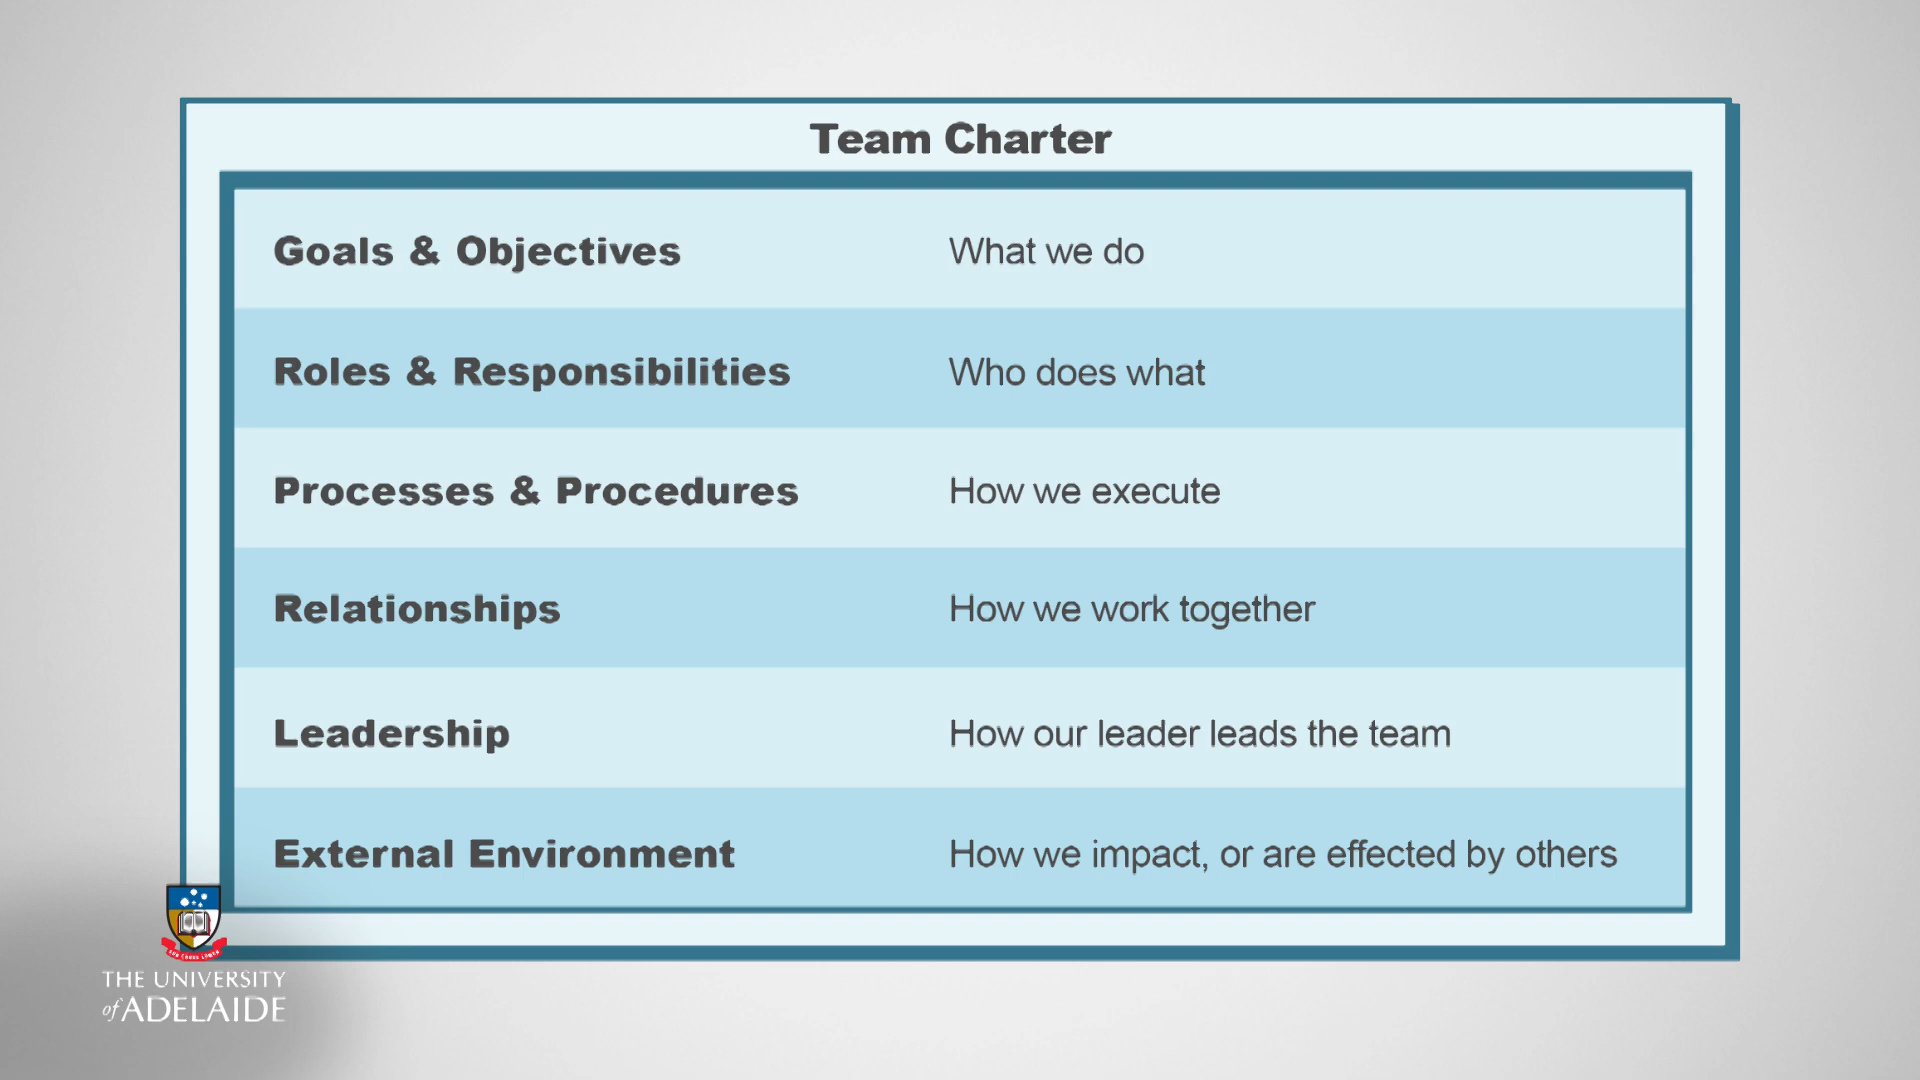 Team Charter
Goals & Objectives What we do
Roles & Responsibilities Who does what
Processes & Procedures How we execute
Relationships How we work together
Leadership How our leader leads the team
External Environment How we impact, or are effected by others
THE UNIVERSITY
of ADELAIDE